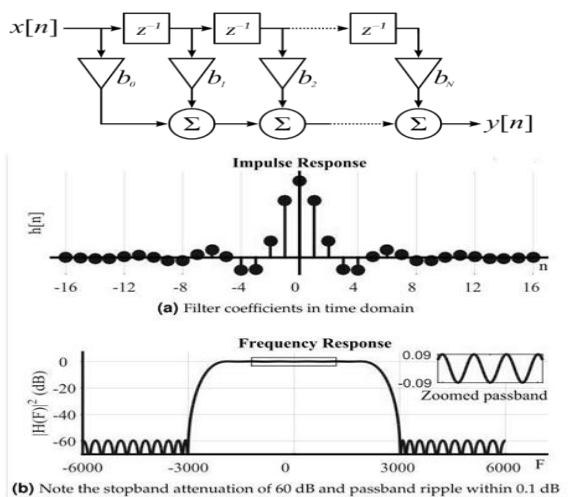 x[n] z⁻¹ z⁻¹ z⁻¹
b₀ b₁ b₂ b_N
Σ Σ Σ y[n]
Impulse Response
h[n]
n
-16 -12 -8 -4 0 4 8 12 16
(a) Filter coefficients in time domain
Frequency Response
|H(F)|² (dB)
0
-20
-40
-60
0.09
-0.09
Zoomed passband
-6000 -3000 0 3000 6000 F
(b) Note the stopband attenuation of 60 dB and passband ripple within 0.1 dB